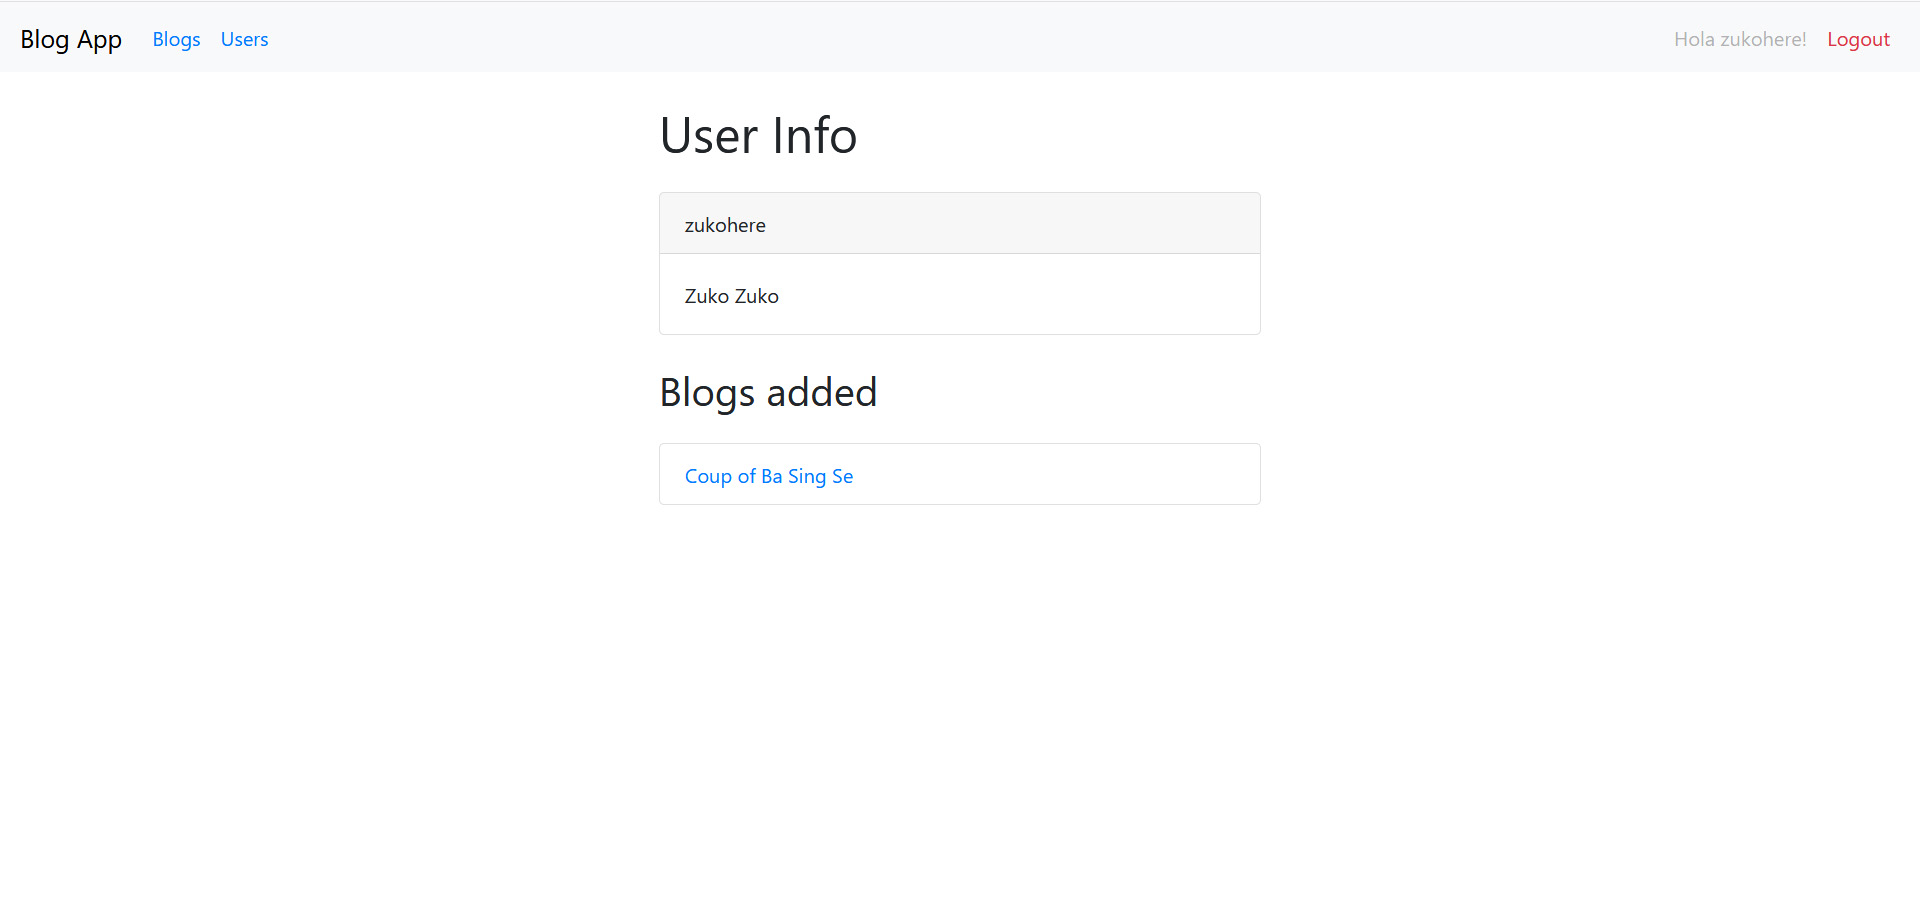 Blog App Blogs Users Hola zukohere! Logout
User Info
zukohere
Zuko Zuko
Blogs added
Coup of Ba Sing Se